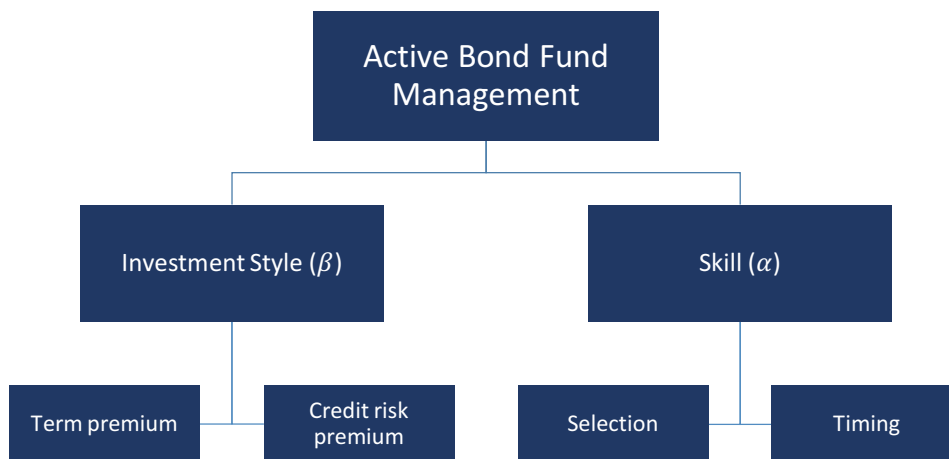 Active Bond Fund
Management
Investment Style (β)
Skill (α)
Term premium
Credit risk
premium
Selection
Timing